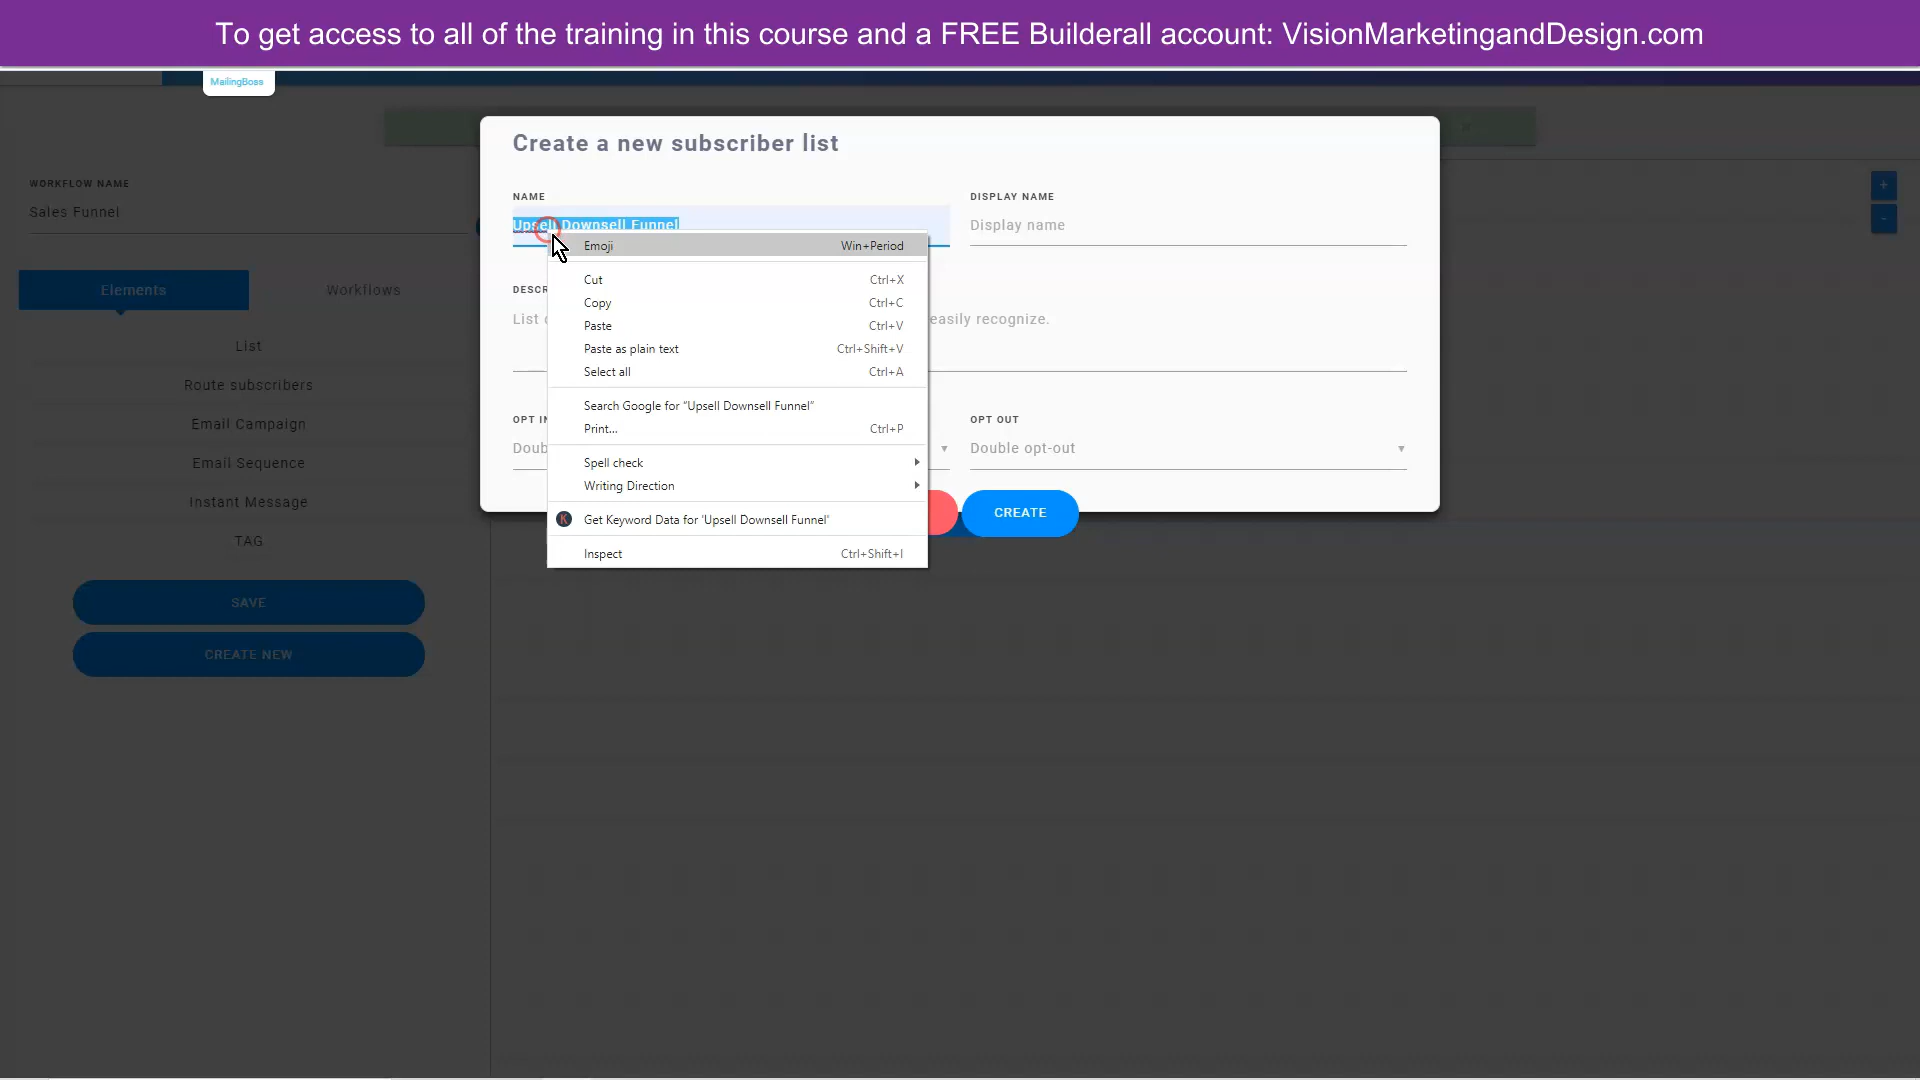 To get access to all of the training in this course and a FREE Builderall account: VisionMarketingandDesign.com
MailingBoss
Create a new subscriber list
WORKFLOW NAME
Sales Funnel
NAME
Upsell Downsell Funnel
DISPLAY NAME
Display name
Elements
Workflows
List
Route subscribers
Email Campaign
Email Sequence
Instant Message
TAG
SAVE
CREATE NEW
DESCR
List
easily recognize.
OPT IN
Doub
OPT OUT
Double opt-out
CREATE
Emoji Win+Period
Cut Ctrl+X
Copy Ctrl+C
Paste Ctrl+V
Paste as plain text Ctrl+Shift+V
Select all Ctrl+A
Search Google for “Upsell Downsell Funnel”
Print... Ctrl+P
Spell check
Writing Direction
K Get Keyword Data for 'Upsell Downsell Funnel'
Inspect Ctrl+Shift+I
+
-